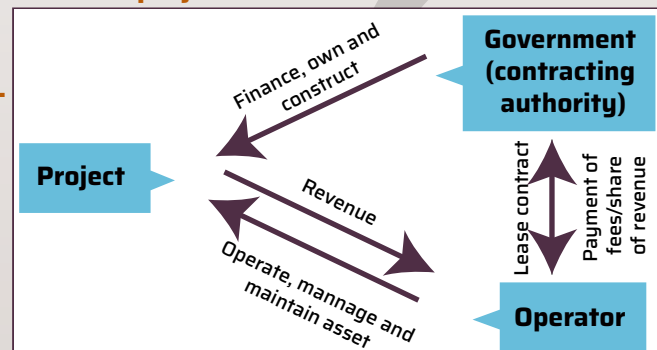 Government
(contracting
authority)
Finance, own and
construct
Project
Revenue
Operate, mannage and
maintain asset
Lease contract
Payment of
fees/share
of revenue
Operator